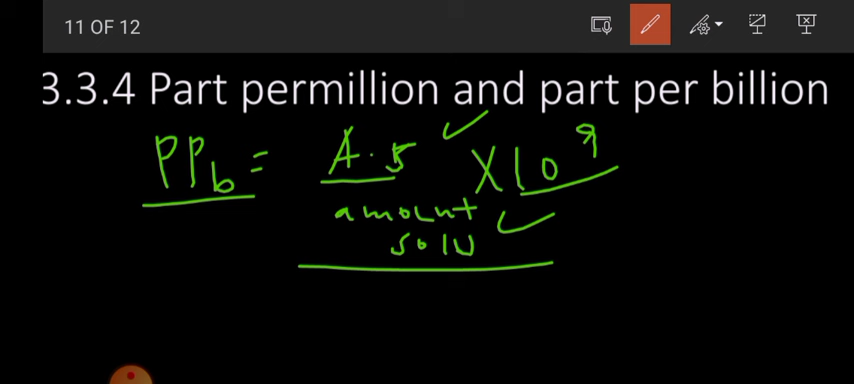 11 OF 12
3.3.4 Part permillion and part per billion
PPb = A.S X10⁹
amount
soln